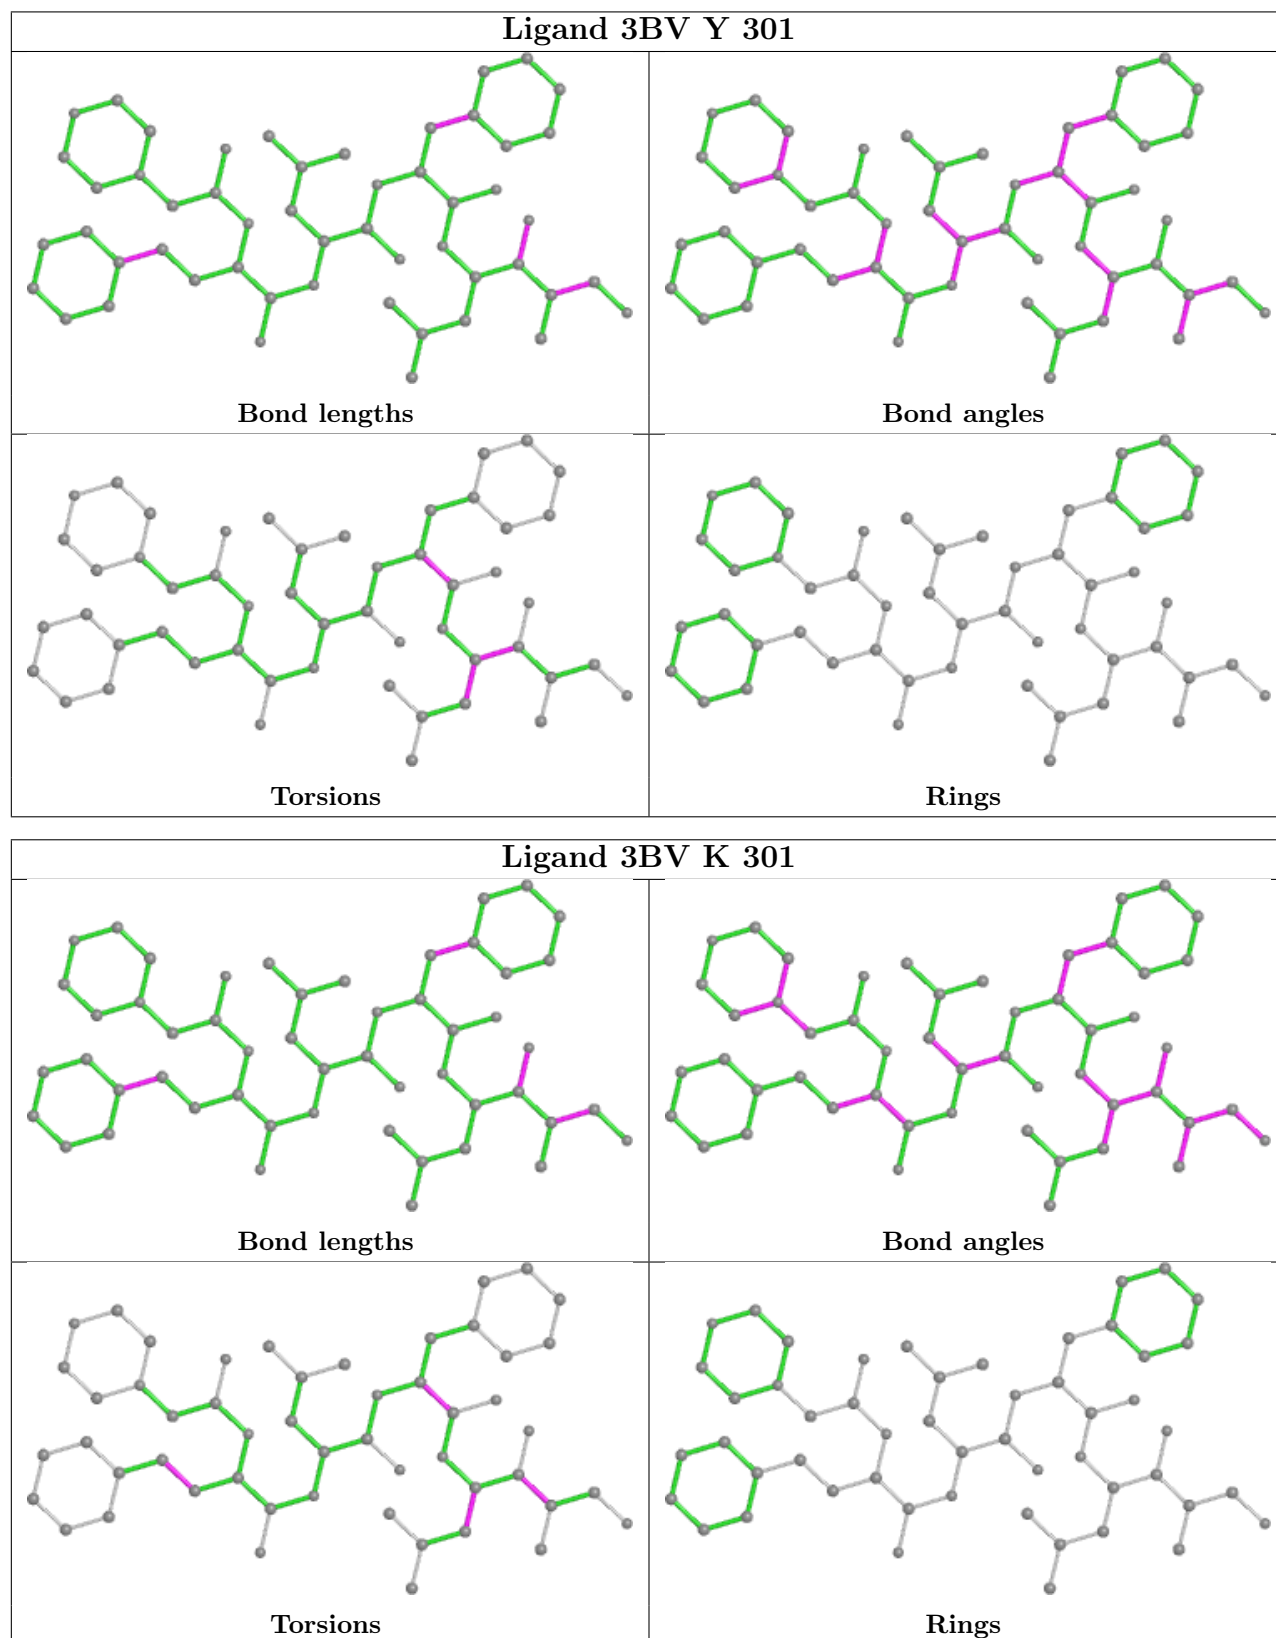 Ligand 3BV Y 301
Bond lengths
Bond angles
Torsions
Rings
Ligand 3BV K 301
Bond lengths
Bond angles
Torsions
Rings